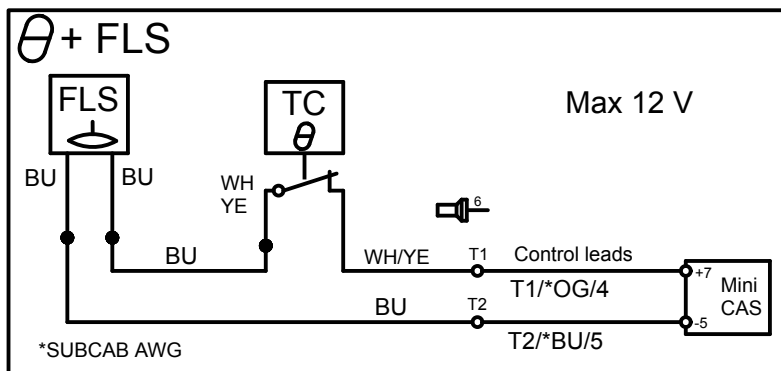 θ + FLS
FLS
TC
θ
Max 12 V
BU
BU
WH
YE
6
BU
WH/YE
T1
Control leads
+7
T1/*OG/4
Mini
CAS
BU
T2
-5
T2/*BU/5
*SUBCAB AWG